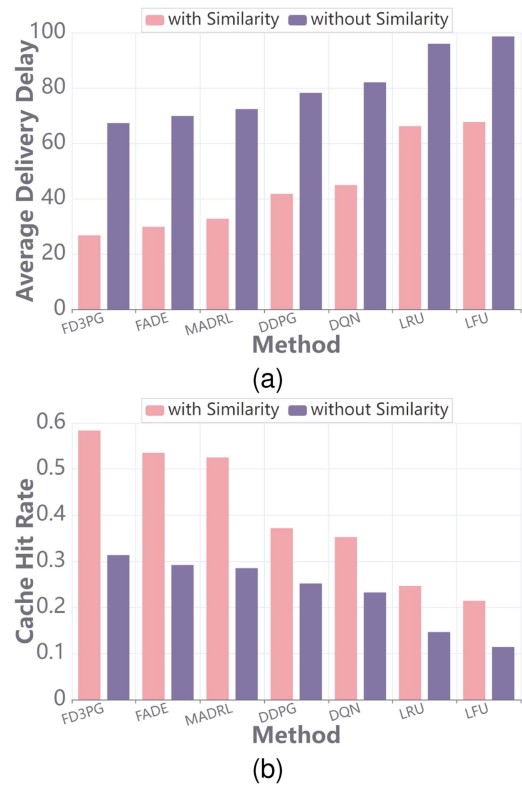 with Similarity without Similarity
Average Delivery Delay
100
80
60
40
20
0
FD3PG FADE MADRL DDPG DQN LRU LFU
Method
(a)
with Similarity without Similarity
Cache Hit Rate
0.6
0.5
0.4
0.3
0.2
0.1
0
FD3PG FADE MADRL DDPG DQN LRU LFU
Method
(b)